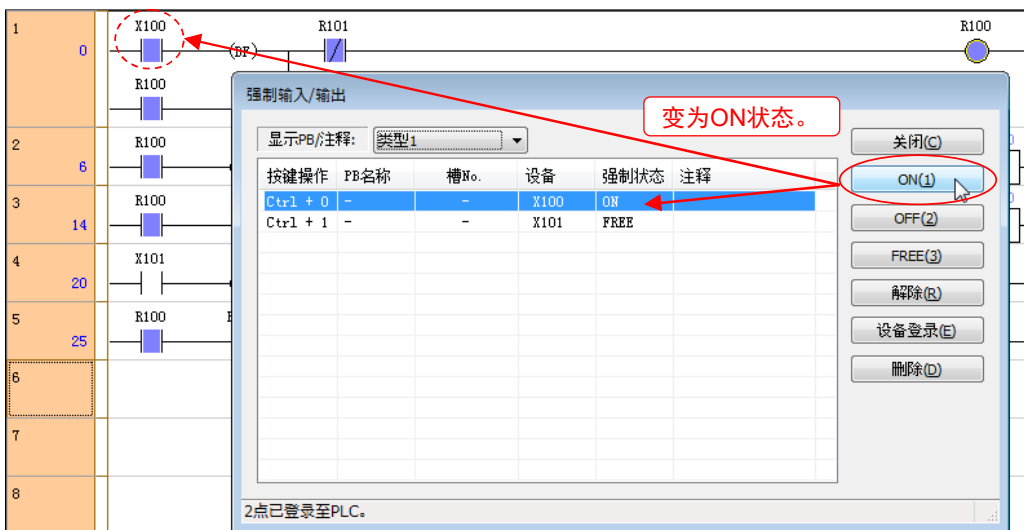 1 X100 R101 R100
0 (DF)
R100
强制输入/输出
变为ON状态。
显示PB/注释: 类型1
关闭(C)
2 R100
6
按键操作 PB名称 槽No. 设备 强制状态 注释
ON(1)
3 R100
Ctrl + 0 - - X100 ON
14
Ctrl + 1 - - X101 FREE
OFF(2)
4 X101
FREE(3)
20
解除(R)
5 R100
25
设备登录(E)
6
删除(D)
7
8
2点已登录至PLC。